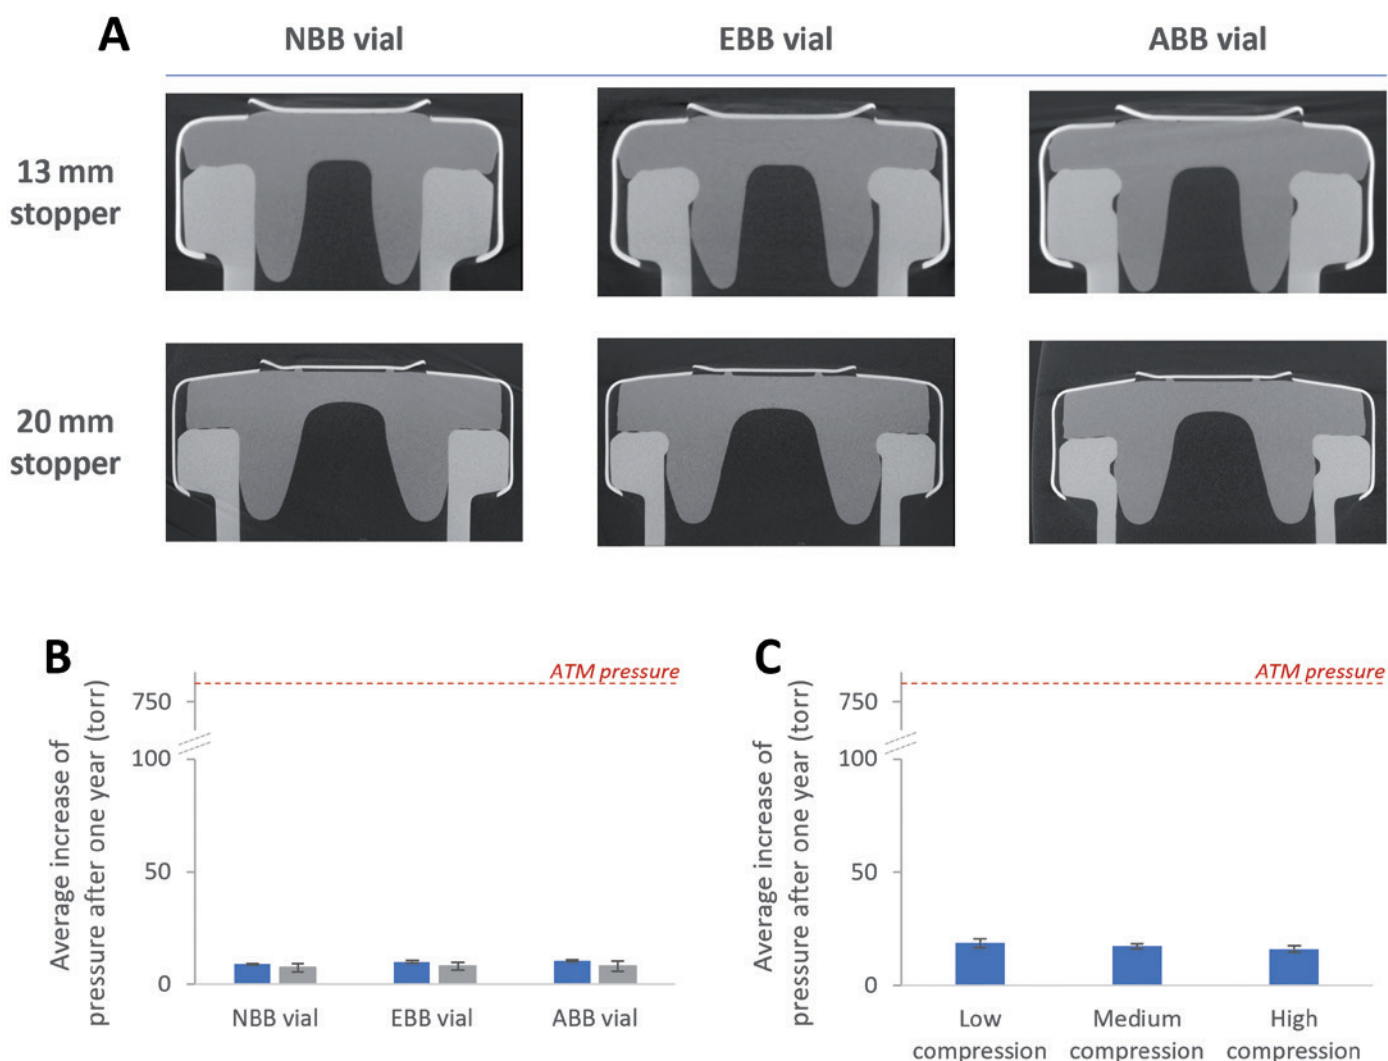 A
NBB vial
EBB vial
ABB vial
13 mm
stopper
20 mm
stopper
B
Average increase of
pressure after one year (torr)
750
100
50
0
ATM pressure
NBB vial
EBB vial
ABB vial
C
Average increase of
pressure after one year (torr)
750
100
50
0
ATM pressure
Low
compression
Medium
compression
High
compression